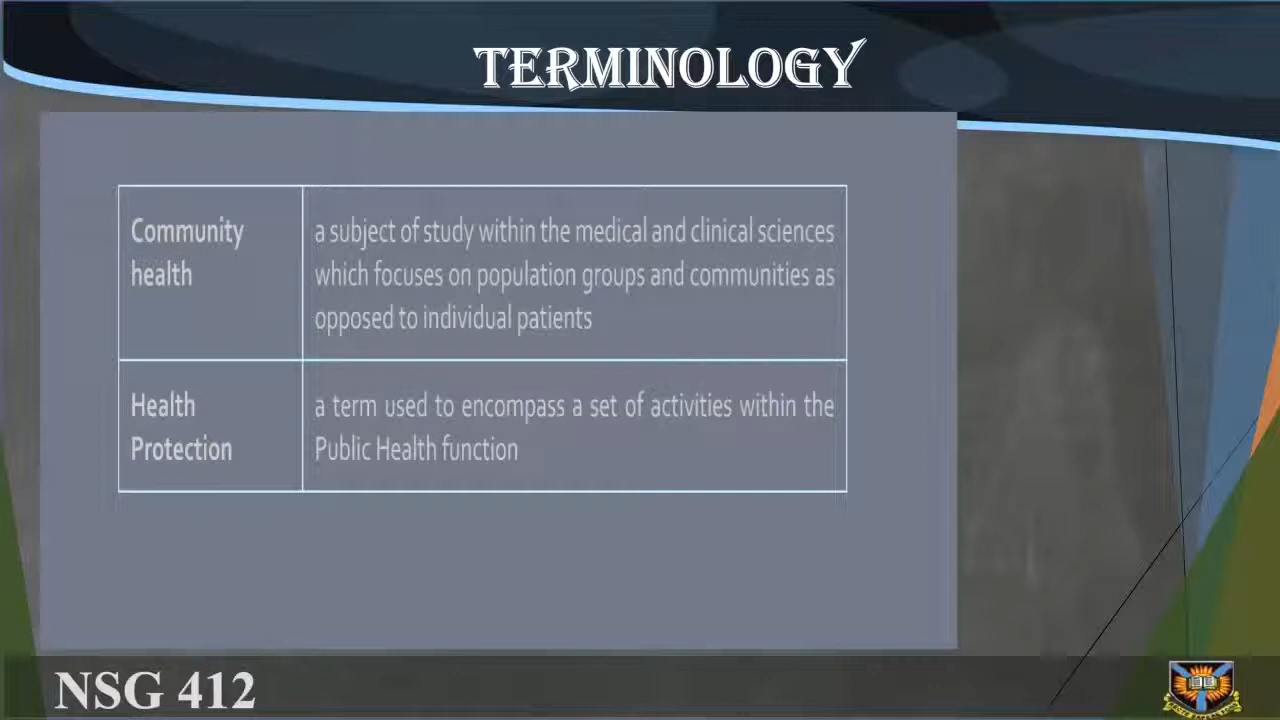 TERMINOLOGY
Community
health
a subject of study within the medical and clinical sciences
which focuses on population groups and communities as
opposed to individual patients
Health
Protection
a term used to encompass a set of activities within the
Public Health function
NSG 412